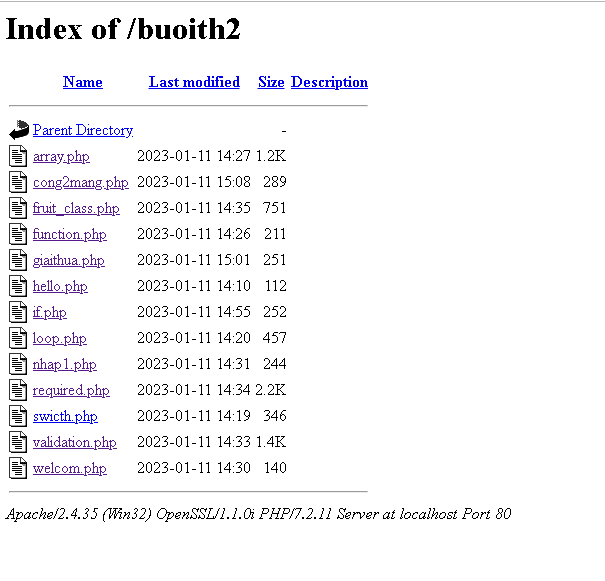 Index of /buoith2
Name Last modified Size Description
Parent Directory -
array.php 2023-01-11 14:27 1.2K
cong2mang.php 2023-01-11 15:08 289
fruit_class.php 2023-01-11 14:35 751
function.php 2023-01-11 14:26 211
giaithua.php 2023-01-11 15:01 251
hello.php 2023-01-11 14:10 112
if.php 2023-01-11 14:55 252
loop.php 2023-01-11 14:20 457
nhap1.php 2023-01-11 14:31 244
required.php 2023-01-11 14:34 2.2K
swicth.php 2023-01-11 14:19 346
validation.php 2023-01-11 14:33 1.4K
welcom.php 2023-01-11 14:30 140
Apache/2.4.35 (Win32) OpenSSL/1.1.0i PHP/7.2.11 Server at localhost Port 80